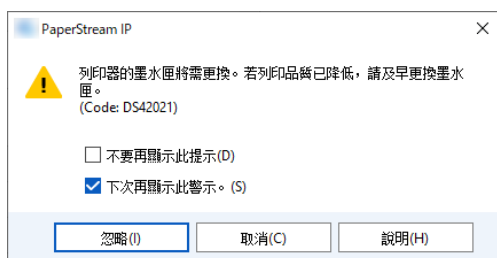 PaperStream IP
列印器的墨水匣將需更換。若列印品質已降低，請及早更換墨水
匣。
(Code: DS42021)
不要再顯示此提示(D)
下次再顯示此警示。(S)
忽略(I) 取消(C) 說明(H)